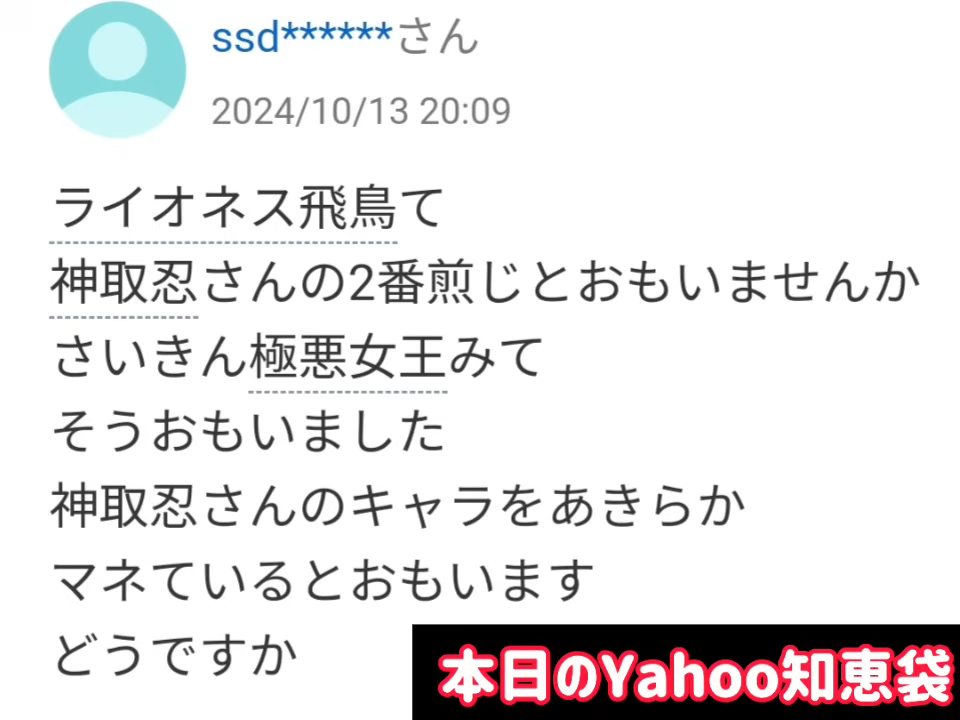 ssd******さん
2024/10/13 20:09
ライオネス飛鳥て
神取忍さんの2番煎じとおもいませんか
さいきん極悪女王みて
そうおもいました
神取忍さんのキャラをあきらか
マネているとおもいます
どうですか
本日のYahoo知恵袋